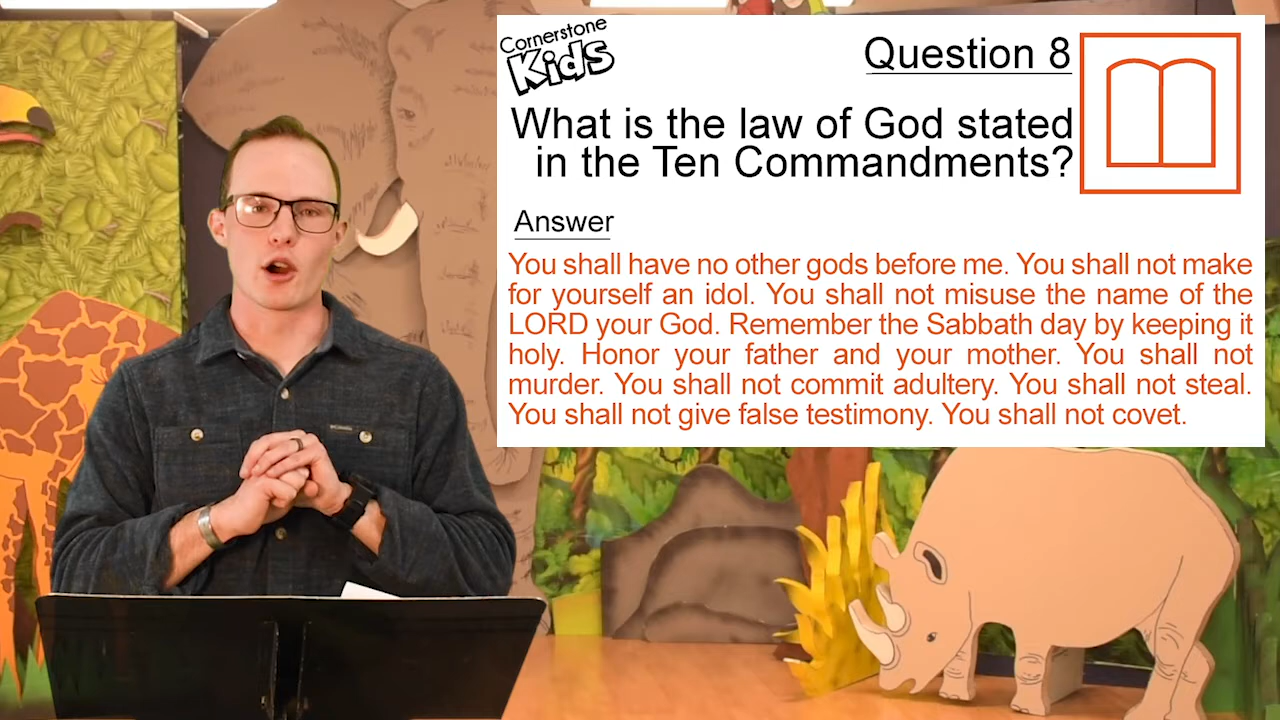 Cornerstone
Kids
Question 8
What is the law of God stated
in the Ten Commandments?
Answer
You shall have no other gods before me. You shall not make
for yourself an idol. You shall not misuse the name of the
LORD your God. Remember the Sabbath day by keeping it
holy. Honor your father and your mother. You shall not
murder. You shall not commit adultery. You shall not steal.
You shall not give false testimony. You shall not covet.